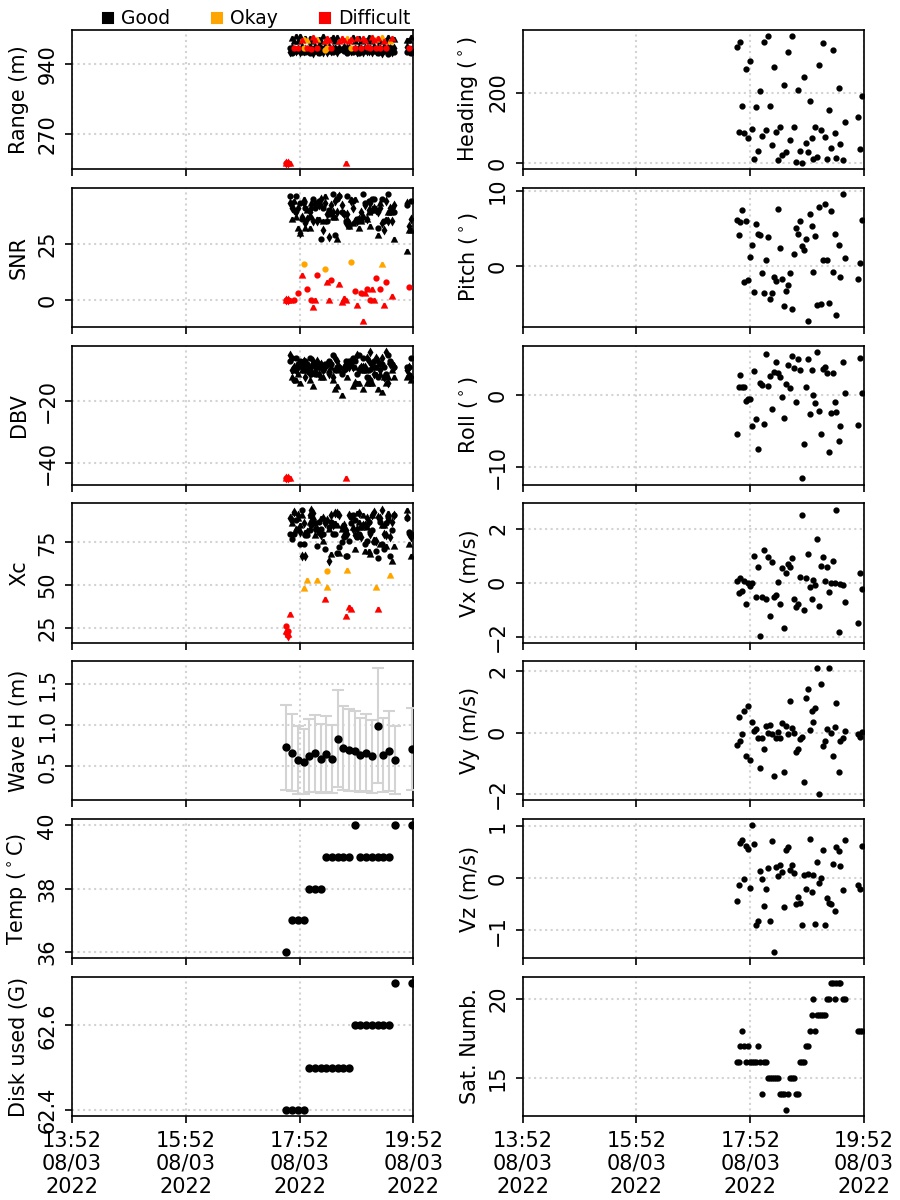 Good Okay Difficult
Range (m)
940
270
Heading (°)
200
0
SNR
25
0
Pitch (°)
10
0
DBV
−20
−40
Roll (°)
0
−10
Xc
75
50
25
Vx (m/s)
2
0
−2
Wave H (m)
1.5
1.0
0.5
Vy (m/s)
2
0
−2
Temp (°C)
40
38
36
Vz (m/s)
1
0
−1
Disk used (G)
62.6
62.4
Sat. Numb.
20
15
13:52 15:52 17:52 19:52
08/03 08/03 08/03 08/03
2022 2022 2022 2022
13:52 15:52 17:52 19:52
08/03 08/03 08/03 08/03
2022 2022 2022 2022